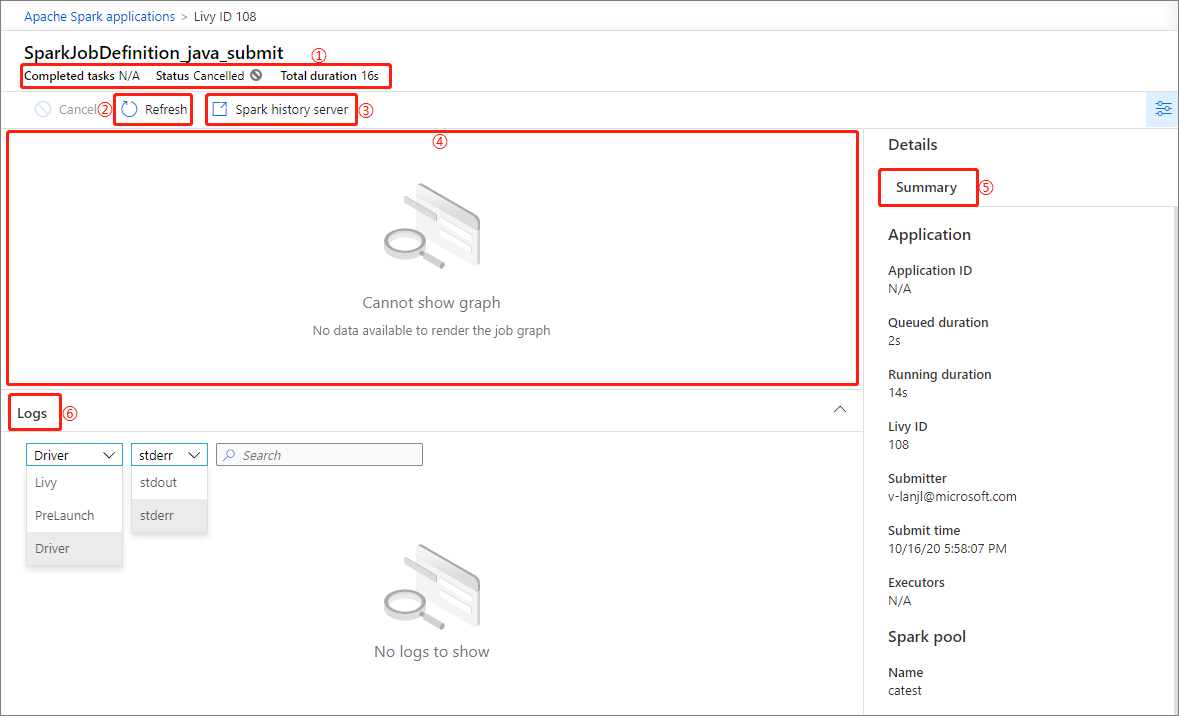 Apache Spark applications > Livy ID 108
SparkJobDefinition_java_submit
①
Completed tasks N/A Status Cancelled Total duration 16s
Cancel ② Refresh Spark history server ③
④
Cannot show graph
No data available to render the job graph
Logs ⑥
Driver stderr Search
Livy stdout
PreLaunch stderr
Driver
No logs to show
Details
Summary ⑤
Application
Application ID
N/A
Queued duration
2s
Running duration
14s
Livy ID
108
Submitter
v-lanjl@microsoft.com
Submit time
10/16/20 5:58:07 PM
Executors
N/A
Spark pool
Name
catest